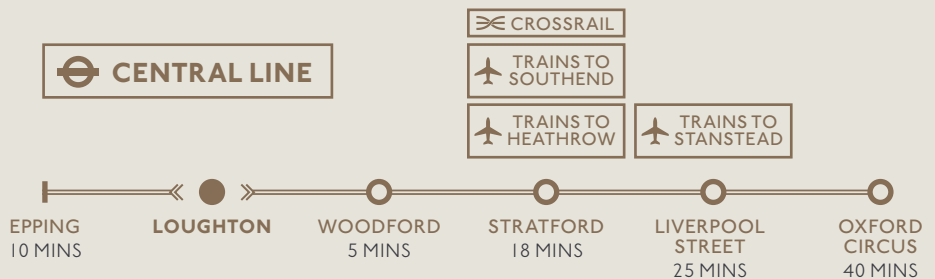 CROSSRAIL
CENTRAL LINE
TRAINS TO
SOUTHEND
TRAINS TO
HEATHROW
TRAINS TO
STANSTEAD
EPPING
10 MINS
LOUGHTON
WOODFORD
5 MINS
STRATFORD
18 MINS
LIVERPOOL
STREET
25 MINS
OXFORD
CIRCUS
40 MINS